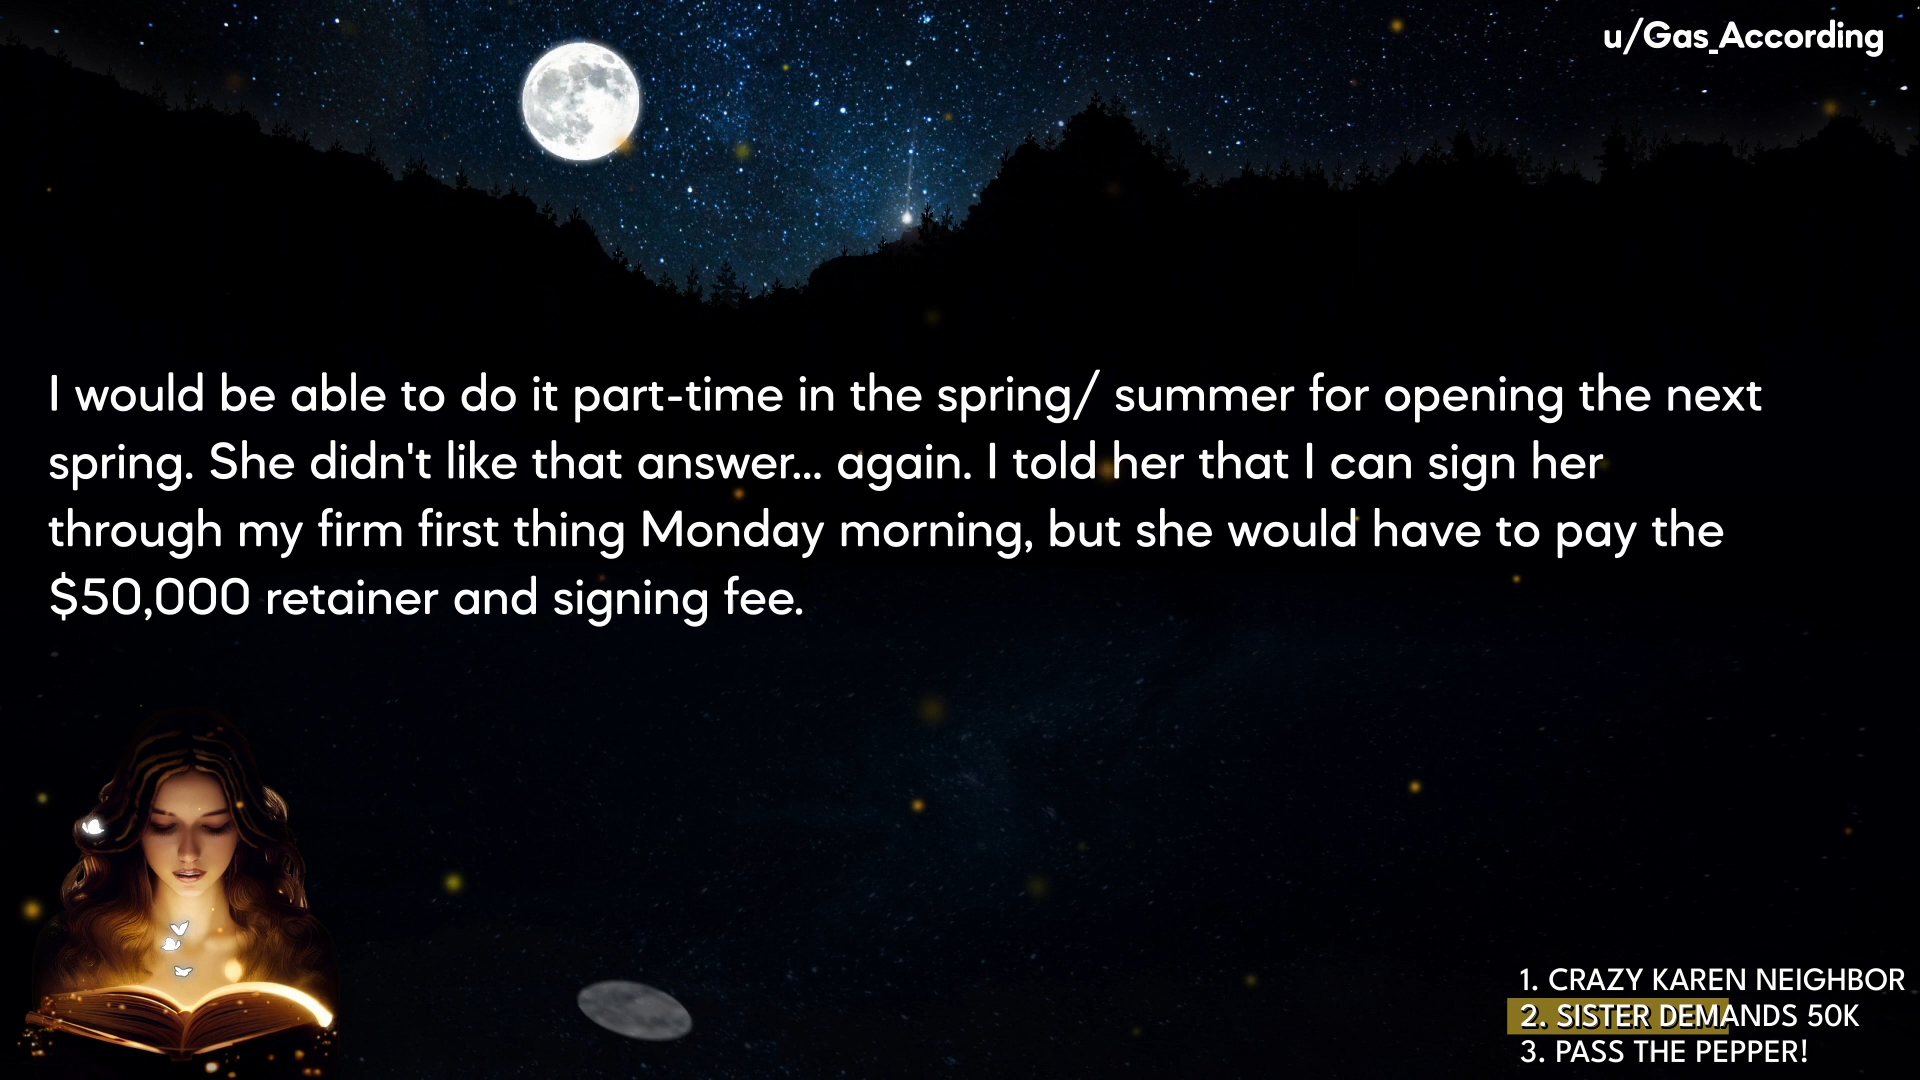 u/Gas_According
I would be able to do it part-time in the spring/ summer for opening the next
spring. She didn't like that answer... again. I told her that I can sign her
through my firm first thing Monday morning, but she would have to pay the
$50,000 retainer and signing fee.
1. CRAZY KAREN NEIGHBOR
2. SISTER DEMANDS 50K
3. PASS THE PEPPER!